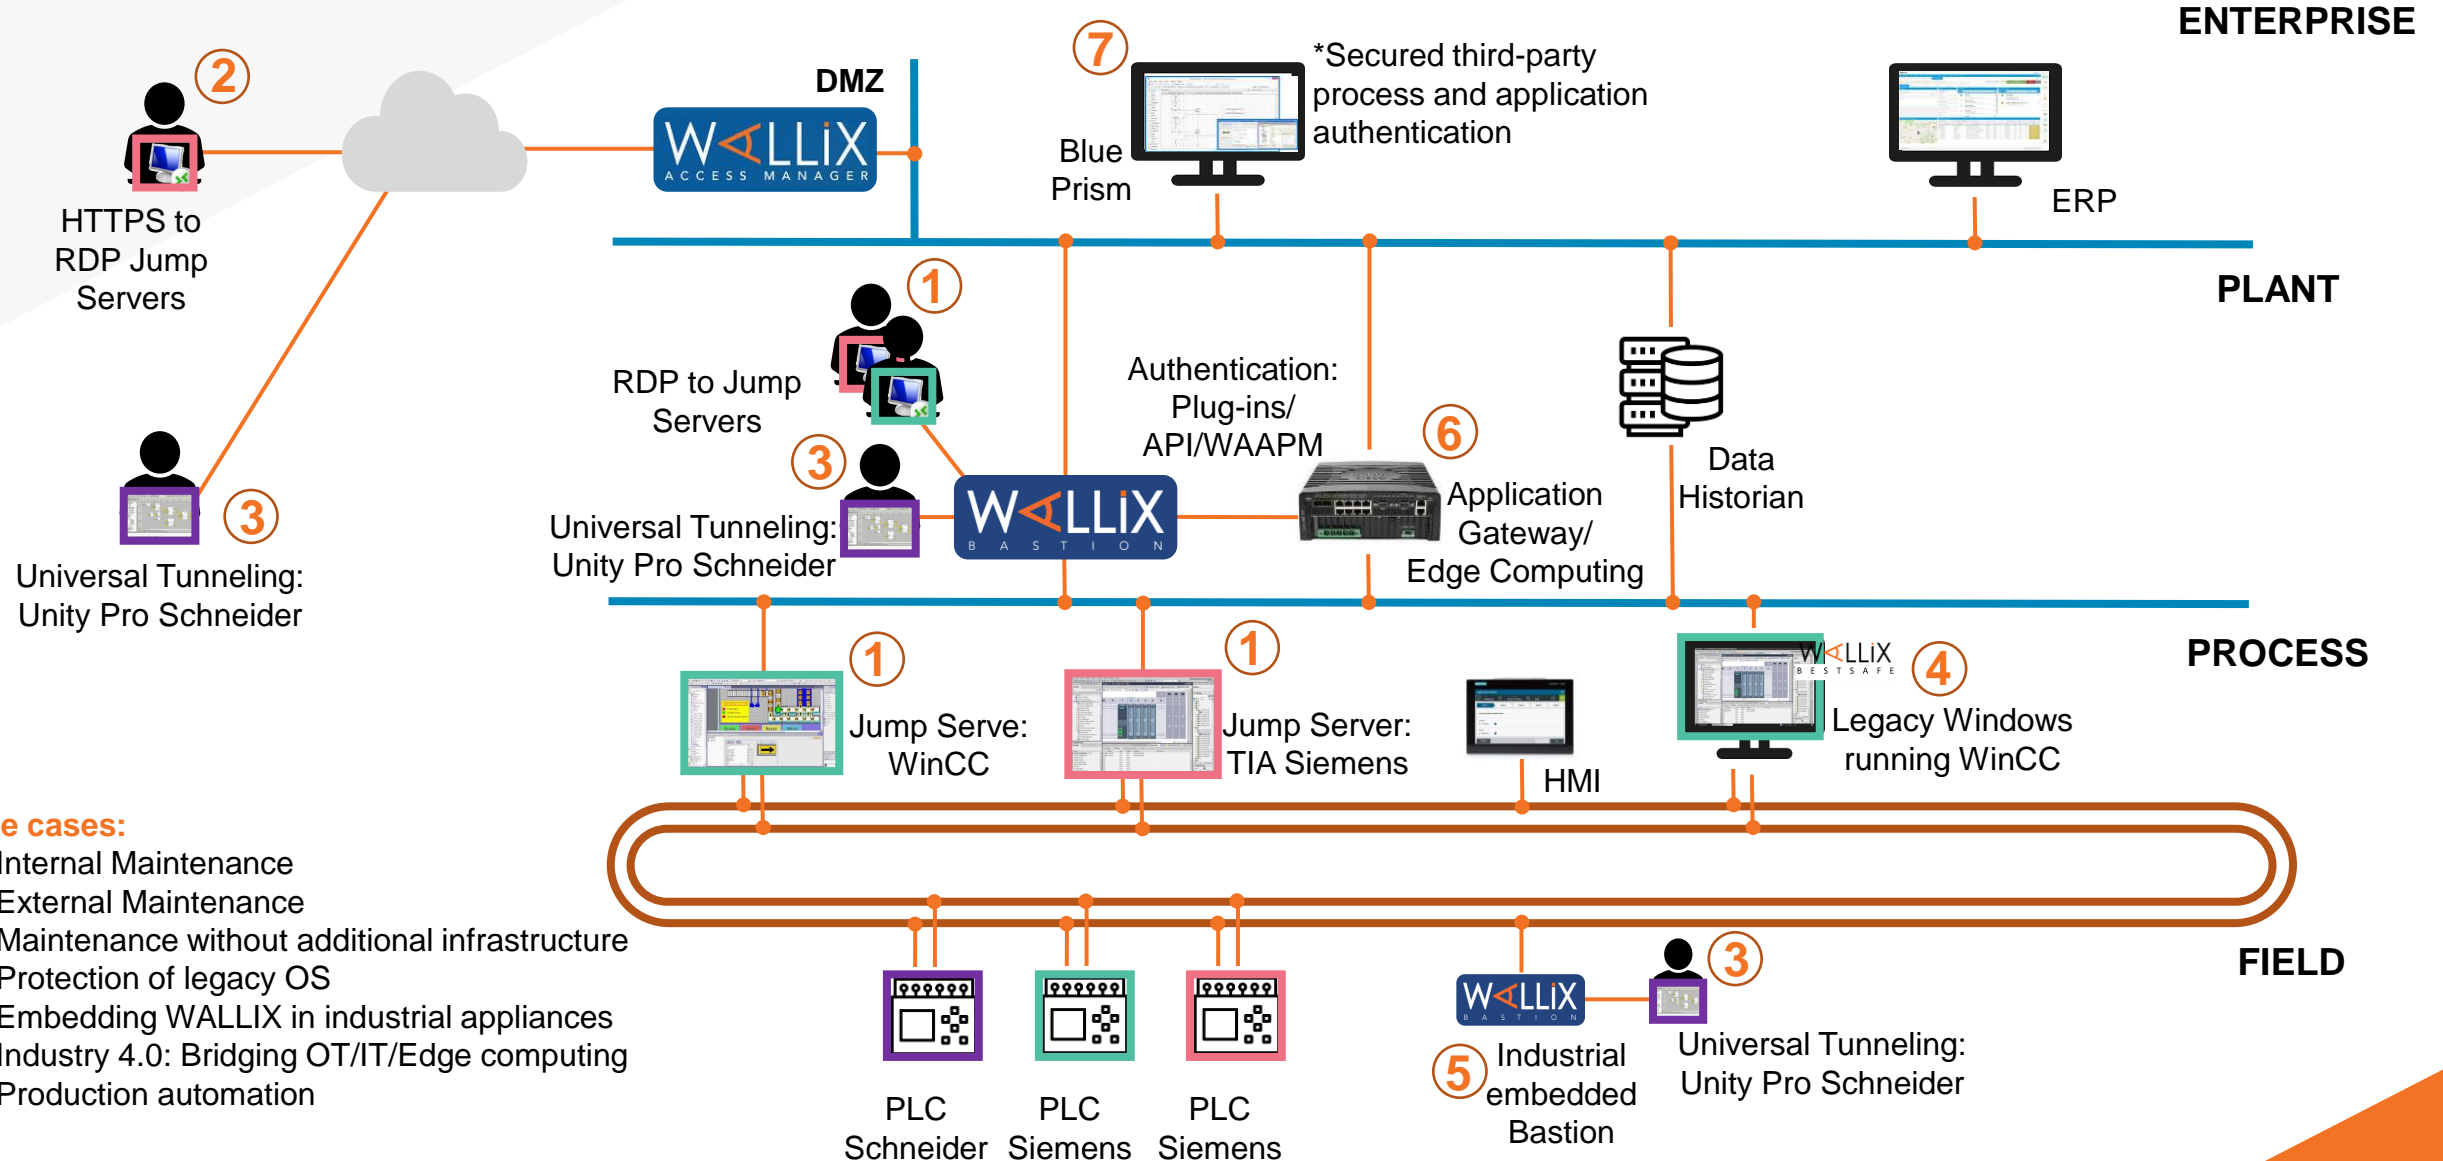 ENTERPRISE
2
DMZ
7
*Secured third-party
process and application
authentication
WALLIX
ACCESS MANAGER
Blue
Prism
ERP
HTTPS to
RDP Jump
Servers
PLANT
1
RDP to Jump
Servers
Authentication:
Plug-ins/
API/WAAPM
6
3
Data
Historian
3
Universal Tunneling:
Unity Pro Schneider
WALLIX
BASTION
Application
Gateway/
Edge Computing
Universal Tunneling:
Unity Pro Schneider
PROCESS
1
Jump Serve:
WinCC
1
Jump Server:
TIA Siemens
HMI
WALLIX
BESTSAFE
4
Legacy Windows
running WinCC
e cases:
Internal Maintenance
External Maintenance
Maintenance without additional infrastructure
Protection of legacy OS
Embedding WALLIX in industrial appliances
Industry 4.0: Bridging OT/IT/Edge computing
Production automation
FIELD
PLC
Schneider
PLC
Siemens
PLC
Siemens
WALLIX
BASTION
5
Industrial
embedded
Bastion
3
Universal Tunneling:
Unity Pro Schneider